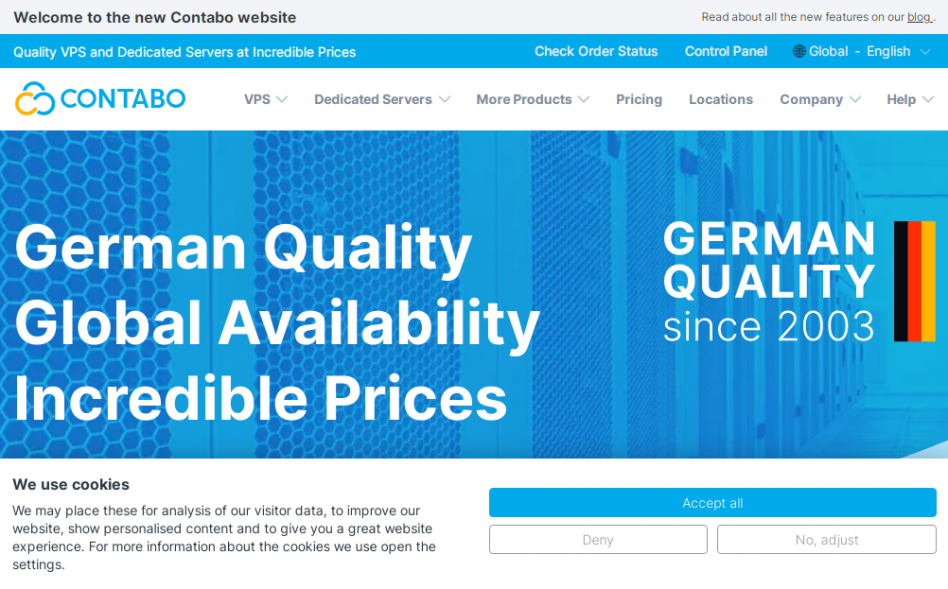 Welcome to the new Contabo website
Read about all the new features on our blog .
Quality VPS and Dedicated Servers at Incredible Prices
Check Order Status
Control Panel
Global - English
CONTABO
VPS
Dedicated Servers
More Products
Pricing
Locations
Company
Help
German Quality
Global Availability
Incredible Prices
GERMAN
QUALITY
since 2003
We use cookies
We may place these for analysis of our visitor data, to improve our
website, show personalised content and to give you a great website
experience. For more information about the cookies we use open the
settings.
Accept all
Deny
No, adjust